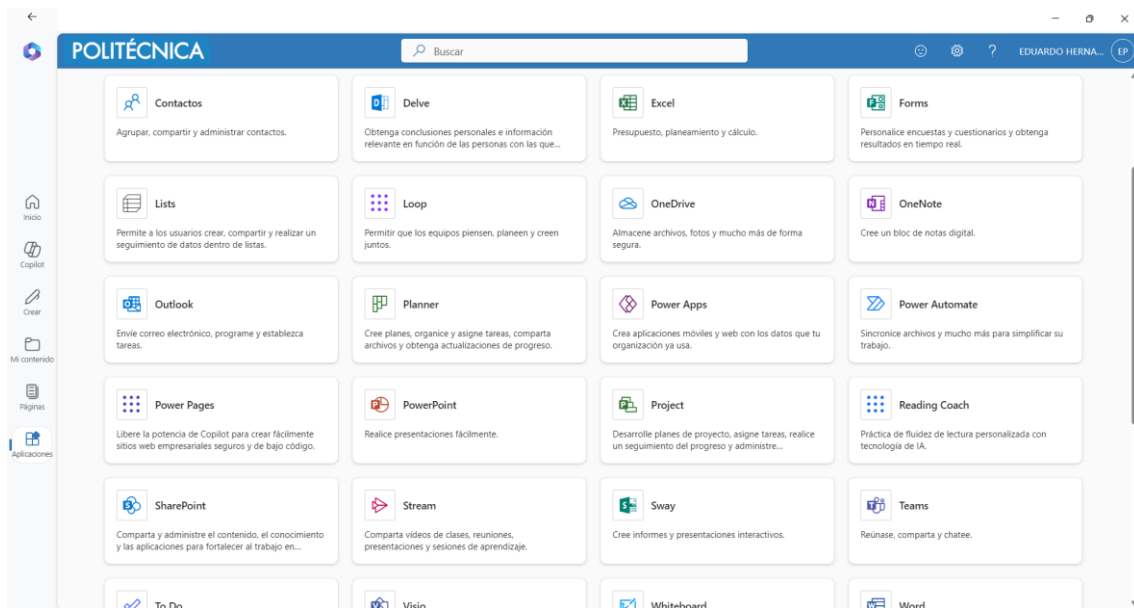 POLITÉCNICA
Buscar
EDUARDO HERNA...
EP
Contactos
Agrupar, compartir y administrar contactos.
Delve
Obtenga conclusiones personales e información
relevante en función de las personas con las que...
Excel
Presupuesto, planeamiento y cálculo.
Forms
Personalice encuestas y cuestionarios y obtenga
resultados en tiempo real.
Inicio
Copilot
Crear
Mi contenido
Páginas
Aplicaciones
Lists
Permite a los usuarios crear, compartir y realizar un
seguimiento de datos dentro de listas.
Loop
Permitir que los equipos piensen, planeen y creen
juntos.
OneDrive
Almacene archivos, fotos y mucho más de forma
segura.
OneNote
Cree un bloc de notas digital.
Outlook
Envíe correo electrónico, programe y establezca
tareas.
Planner
Cree planes, organice y asigne tareas, comparta
archivos y obtenga actualizaciones de progreso.
Power Apps
Crea aplicaciones móviles y web con los datos que tu
organización ya usa.
Power Automate
Sincronice archivos y mucho más para simplificar su
trabajo.
Power Pages
Libere la potencia de Copilot para crear fácilmente
sitios web empresariales seguros y de bajo código.
PowerPoint
Realice presentaciones fácilmente.
Project
Desarrolle planes de proyecto, asigne tareas, realice
un seguimiento del progreso y administre...
Reading Coach
Práctica de fluidez de lectura personalizada con
tecnología de IA.
SharePoint
Comparta y administre el contenido, el conocimiento
y las aplicaciones para fortalecer al trabajo en...
Stream
Comparta vídeos de clases, reuniones,
presentaciones y sesiones de aprendizaje.
Sway
Cree informes y presentaciones interactivos.
Teams
Reúnase, comparta y chatee.
To Do
Visio
Whiteboard
Word